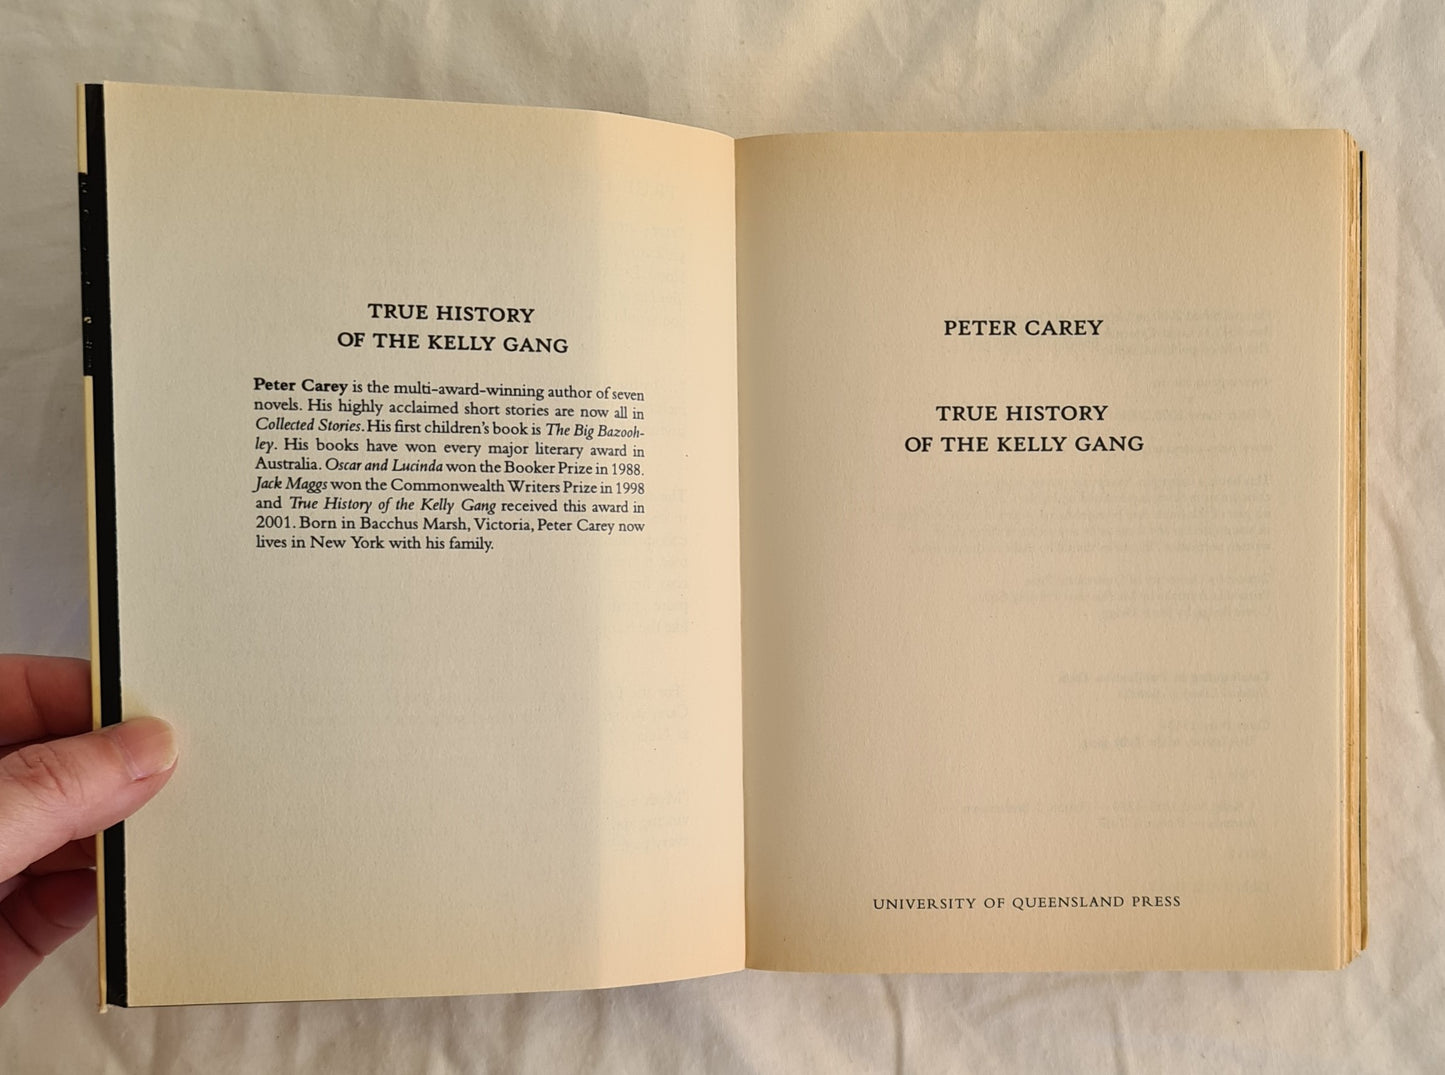 TRUE HISTORY
OF THE KELLY GANG
Peter Carey is the multi-award-winning author of seven
novels. His highly acclaimed short stories are now all in
Collected Stories. His first children's book is The Big Bazooh-
ley. His books have won every major literary award in
Australia. Oscar and Lucinda won the Booker Prize in 1988.
Jack Maggs won the Commonwealth Writers Prize in 1998
and True History of the Kelly Gang received this award in
2001. Born in Bacchus Marsh, Victoria, Peter Carey now
lives in New York with his family.
PETER CAREY
TRUE HISTORY
OF THE KELLY GANG
UNIVERSITY OF QUEENSLAND PRESS